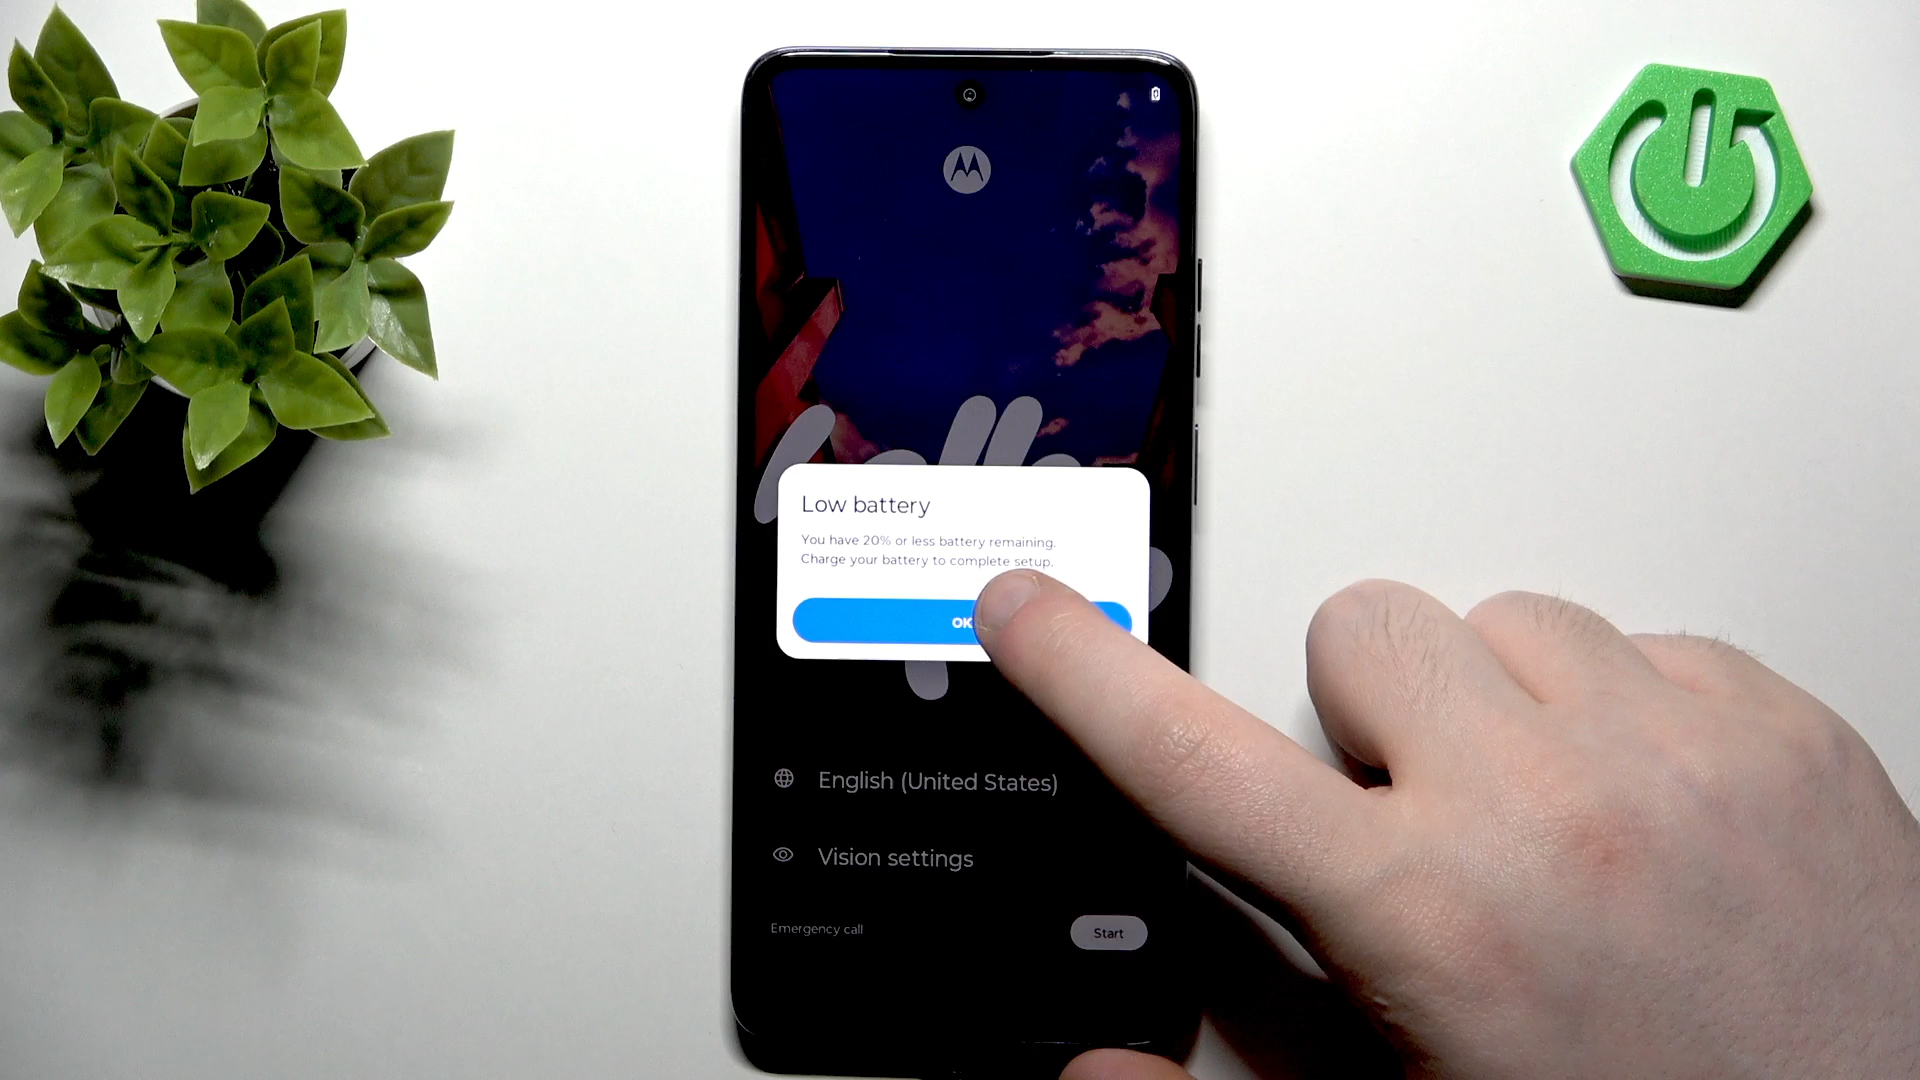 Low battery
You have 20% or less battery remaining.
Charge your battery to complete setup.
OK
English (United States)
Vision settings
Emergency call
Start